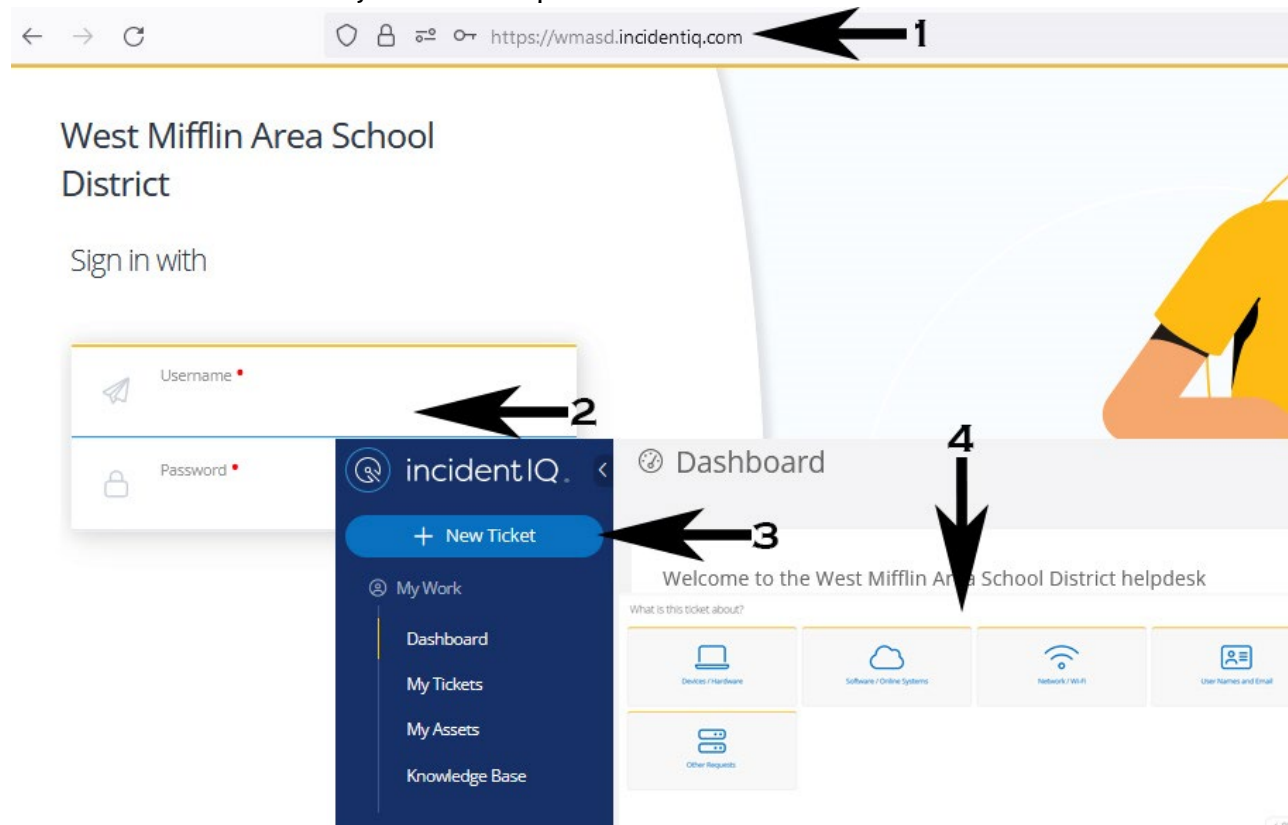 https://wmasd.incidentiq.com
1
West Mifflin Area School
District
Sign in with
Username •
2
Password •
incidentIQ.
Dashboard
4
+ New Ticket
3
Welcome to the West Mifflin Area School District helpdesk
My Work
What is this ticket about?
Dashboard
My Tickets
My Assets
Knowledge Base
Devices / Hardware
Software / Online Systems
Network / Wi-Fi
User Names and Email
Other Requests